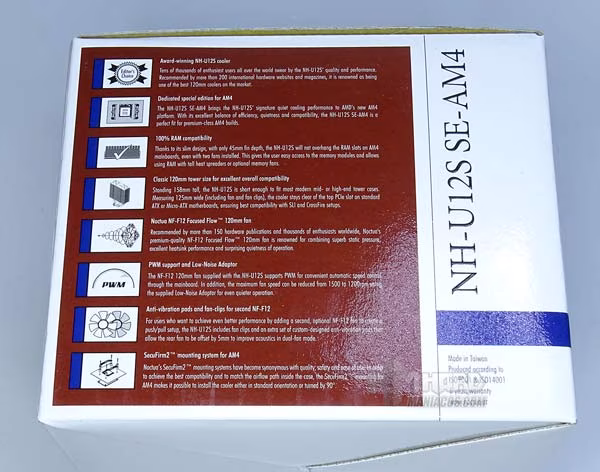 Editor's
Choice
Award-winning NH-U12S cooler
Tens of thousands of enthusiast users all over the world swear by the NH-U12S' quality and performance.
Recommended by more than 200 international hardware websites and magazines, it is renowned as being
one of the best 120mm coolers on the market.
Dedicated special edition for AM4
The NH-U12S SE-AM4 brings the NH-U12S' signature quiet cooling performance to AMD's new AM4
platform. With its excellent balance of efficiency, quietness and compatibility, the NH-U12S SE-AM4 is a
perfect fit for premium-class AM4 builds.
100% RAM compatibility
Thanks to its slim design, with only 45mm fin depth, the NH-U12S will not overhang the RAM slots on AM4
mainboards, even with two fans installed. This gives the user easy access to the memory modules and allows
using RAM with tall heat spreaders or optional memory fans.
Classic 120mm tower size for excellent overall compatibility
Standing 158mm tall, the NH-U12S is short enough to fit most modern mid- or high-end tower cases.
Measuring 125mm wide (including fan and fan clips), the cooler stays clear of the top PCIe slot on standard
ATX or Micro-ATX motherboards, ensuring best compatibility with SLI and CrossFire setups.
Noctua NF-F12 Focused Flow™ 120mm fan
Recommended by more than 150 hardware publications and thousands of enthusiasts worldwide, Noctua's
premium-quality NF-F12 Focused Flow™ 120mm fan is renowned for combining superb static pressure,
excellent heatsink performance and surprising quietness of operation.
PWM
PWM support and Low-Noise Adaptor
The NF-F12 120mm fan supplied with the NH-U12S supports PWM for convenient automatic speed control
through the mainboard. In addition, the maximum fan speed can be reduced from 1500 to 1200rpm using
the supplied Low-Noise Adaptor for even quieter operation.
Anti-vibration pads and fan-clips for second NF-F12
For users who want to achieve even better performance by adding a second, optional NF-F12 fan to create a
push/pull setup, the NH-U12S includes fan clips and an extra set of custom-designed anti-vibration pads that
allow the rear fan to be offset by 5mm to improve acoustics in dual-fan mode.
SecuFirm2™ mounting system for AM4
Noctua's SecuFirm2™ mounting systems have become synonymous with quality, safety and ease of use. In order
to achieve the best compatibility and to match the airflow path inside the case, the SecuFirm2™ mounting for
AM4 makes it possible to install the cooler either in standard orientation or turned by 90°.
NH-U12S SE-AM4
Made in Taiwan
Produced according to
ISO9001 & ISO14001
warranty
HARD
MANIACOS.COM